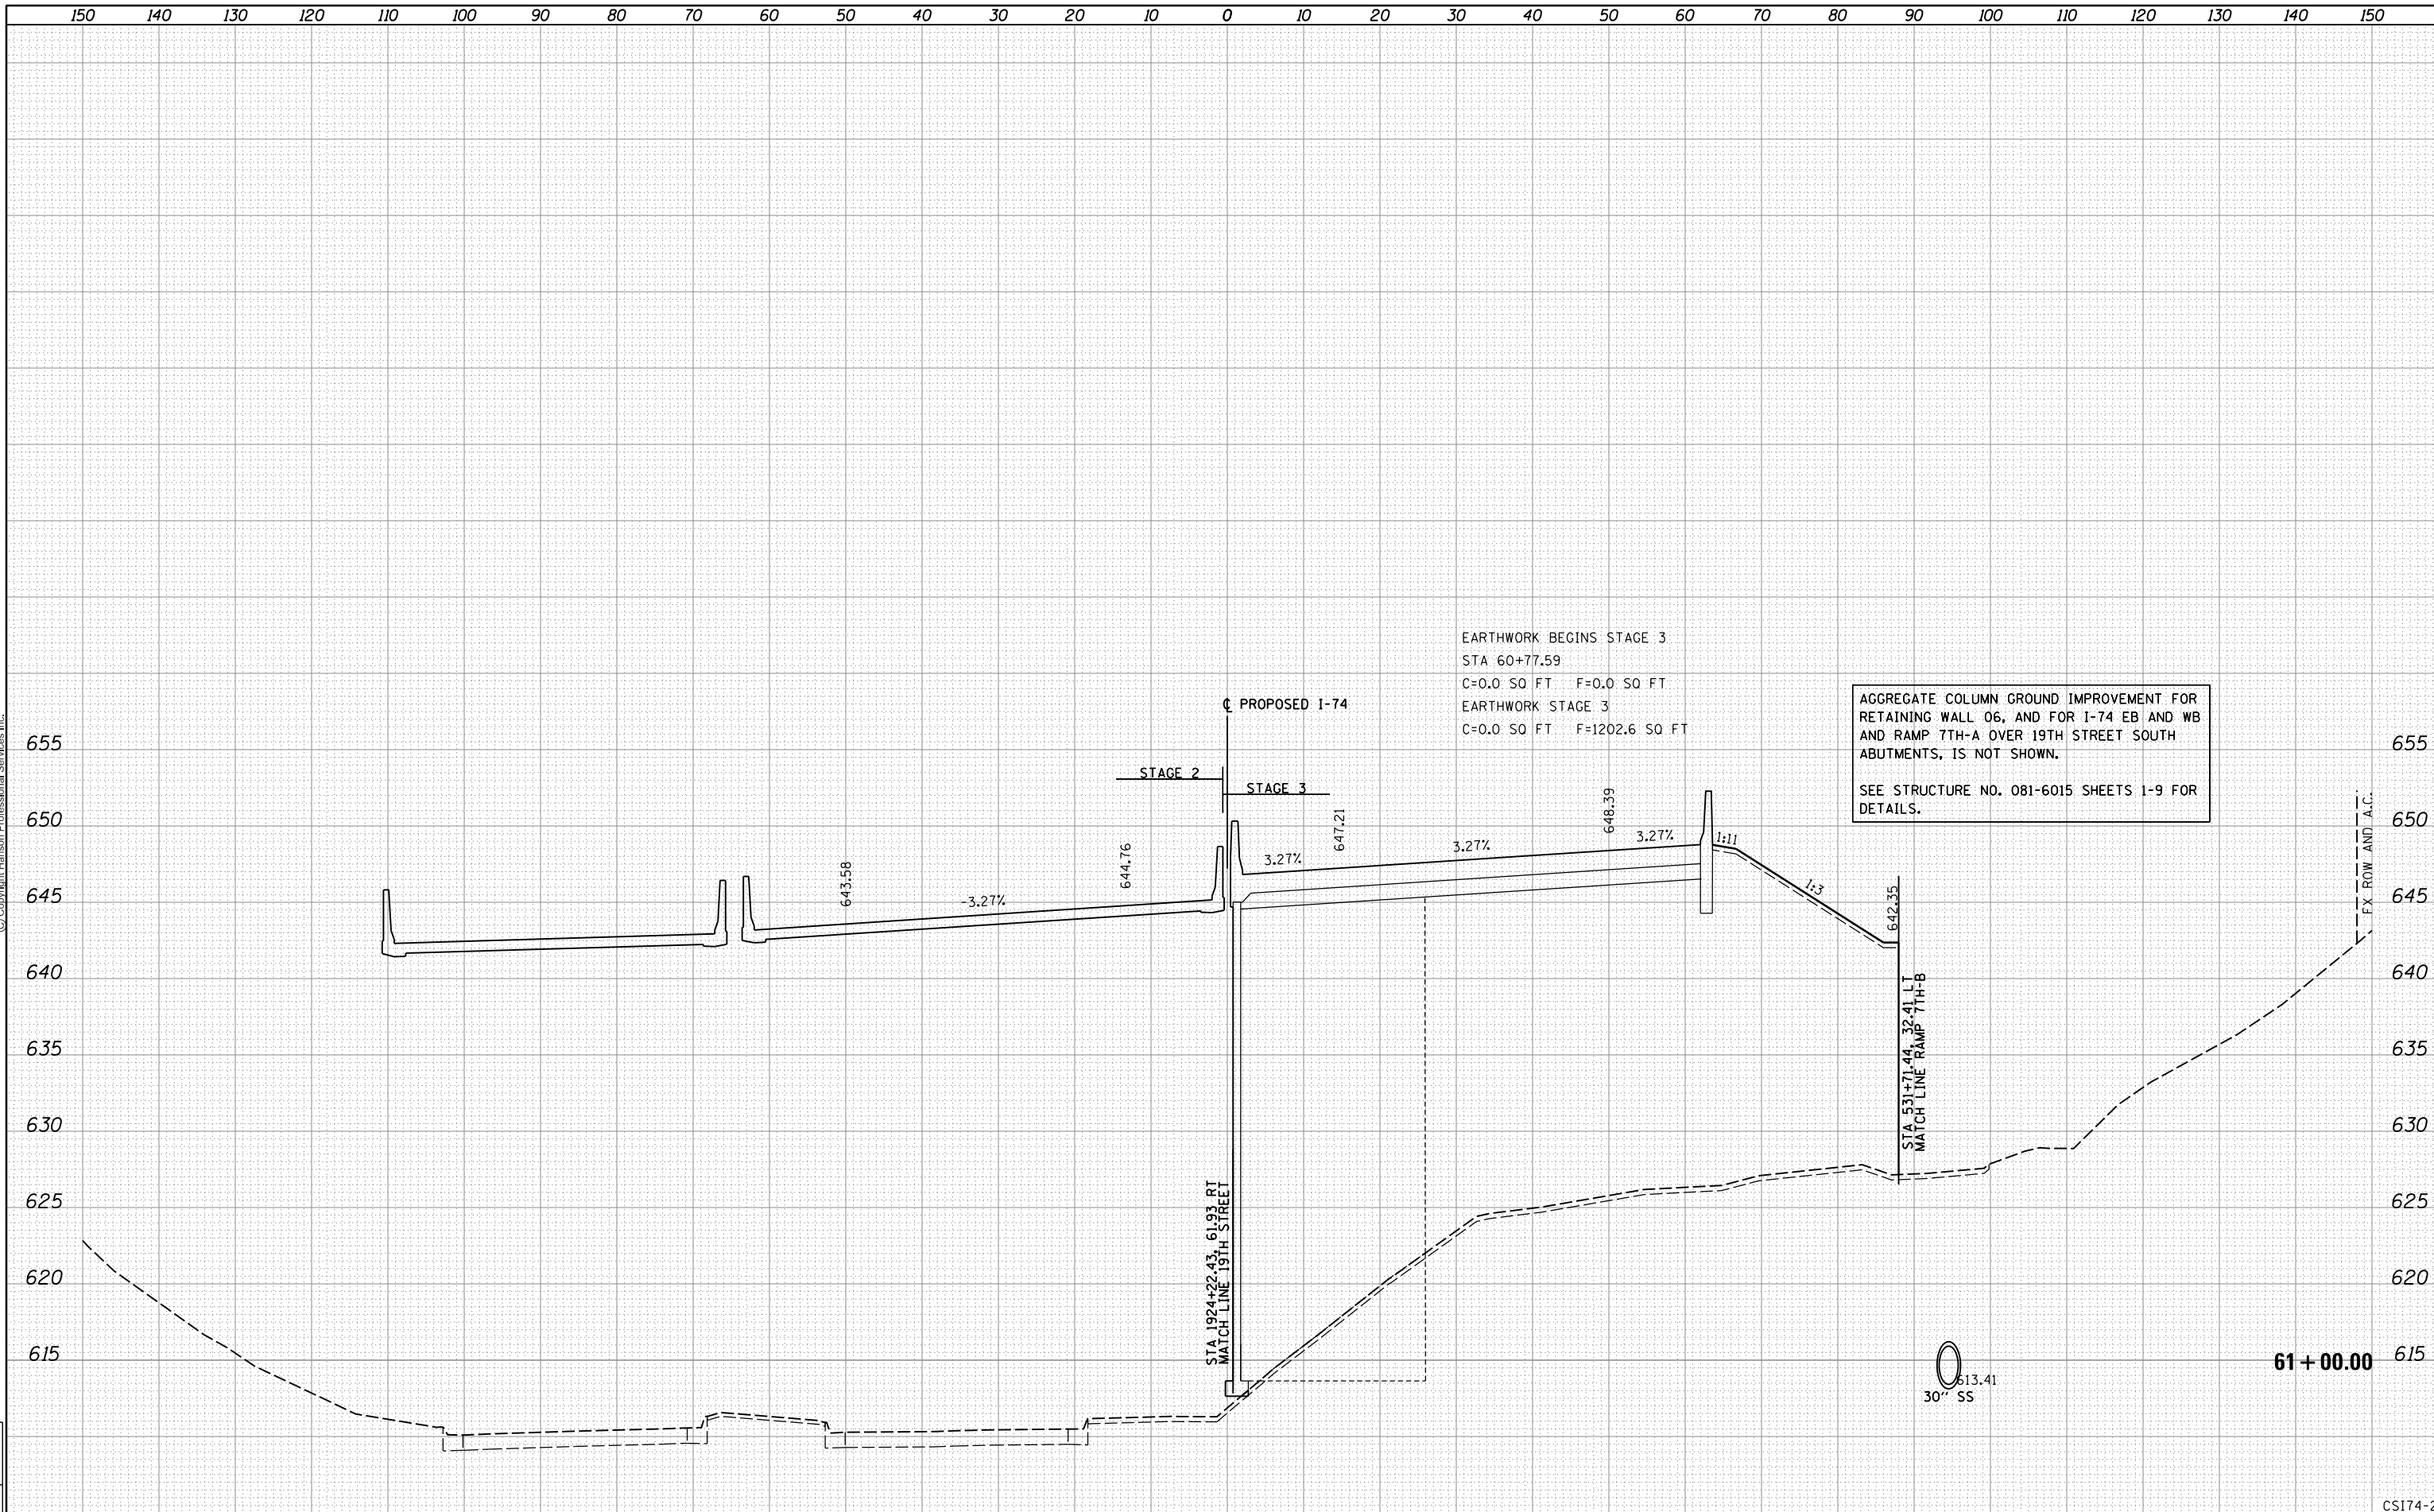 150 140 130 120 110 100 90 80 70 60 50 40 30 20 10 0 10 20 30 40 50 60 70 80 90 100 110 120 130 140 150
EARTHWORK BEGINS STAGE 3
STA 60+77.59
C=0.0 SQ FT F=0.0 SQ FT
EARTHWORK STAGE 3
C=0.0 SQ FT F=1202.6 SQ FT
℄ PROPOSED I-74
AGGREGATE COLUMN GROUND IMPROVEMENT FOR
RETAINING WALL 06, AND FOR I-74 EB AND WB
AND RAMP 7TH-A OVER 19TH STREET SOUTH
ABUTMENTS, IS NOT SHOWN.
SEE STRUCTURE NO. 081-6015 SHEETS 1-9 FOR
DETAILS.
(C) Copyright Hanson Professional Services Inc.
655 655
STAGE 2
STAGE 3
650 650
643.58
644.76
-3.27%
3.27%
647.21
3.27%
648.39
3.27%
1:11
1:3
642.35
EX ROW AND A.C.
645 645
640 640
STA 531+71.44, 32.41 LT
MATCH LINE RAMP 7TH-B
635 635
630 630
625 625
STA 1924+22.43, 61.93 RT
MATCH LINE 19TH STREET
620 620
615 615
61+00.00
613.41
30" SS
CSI74-2